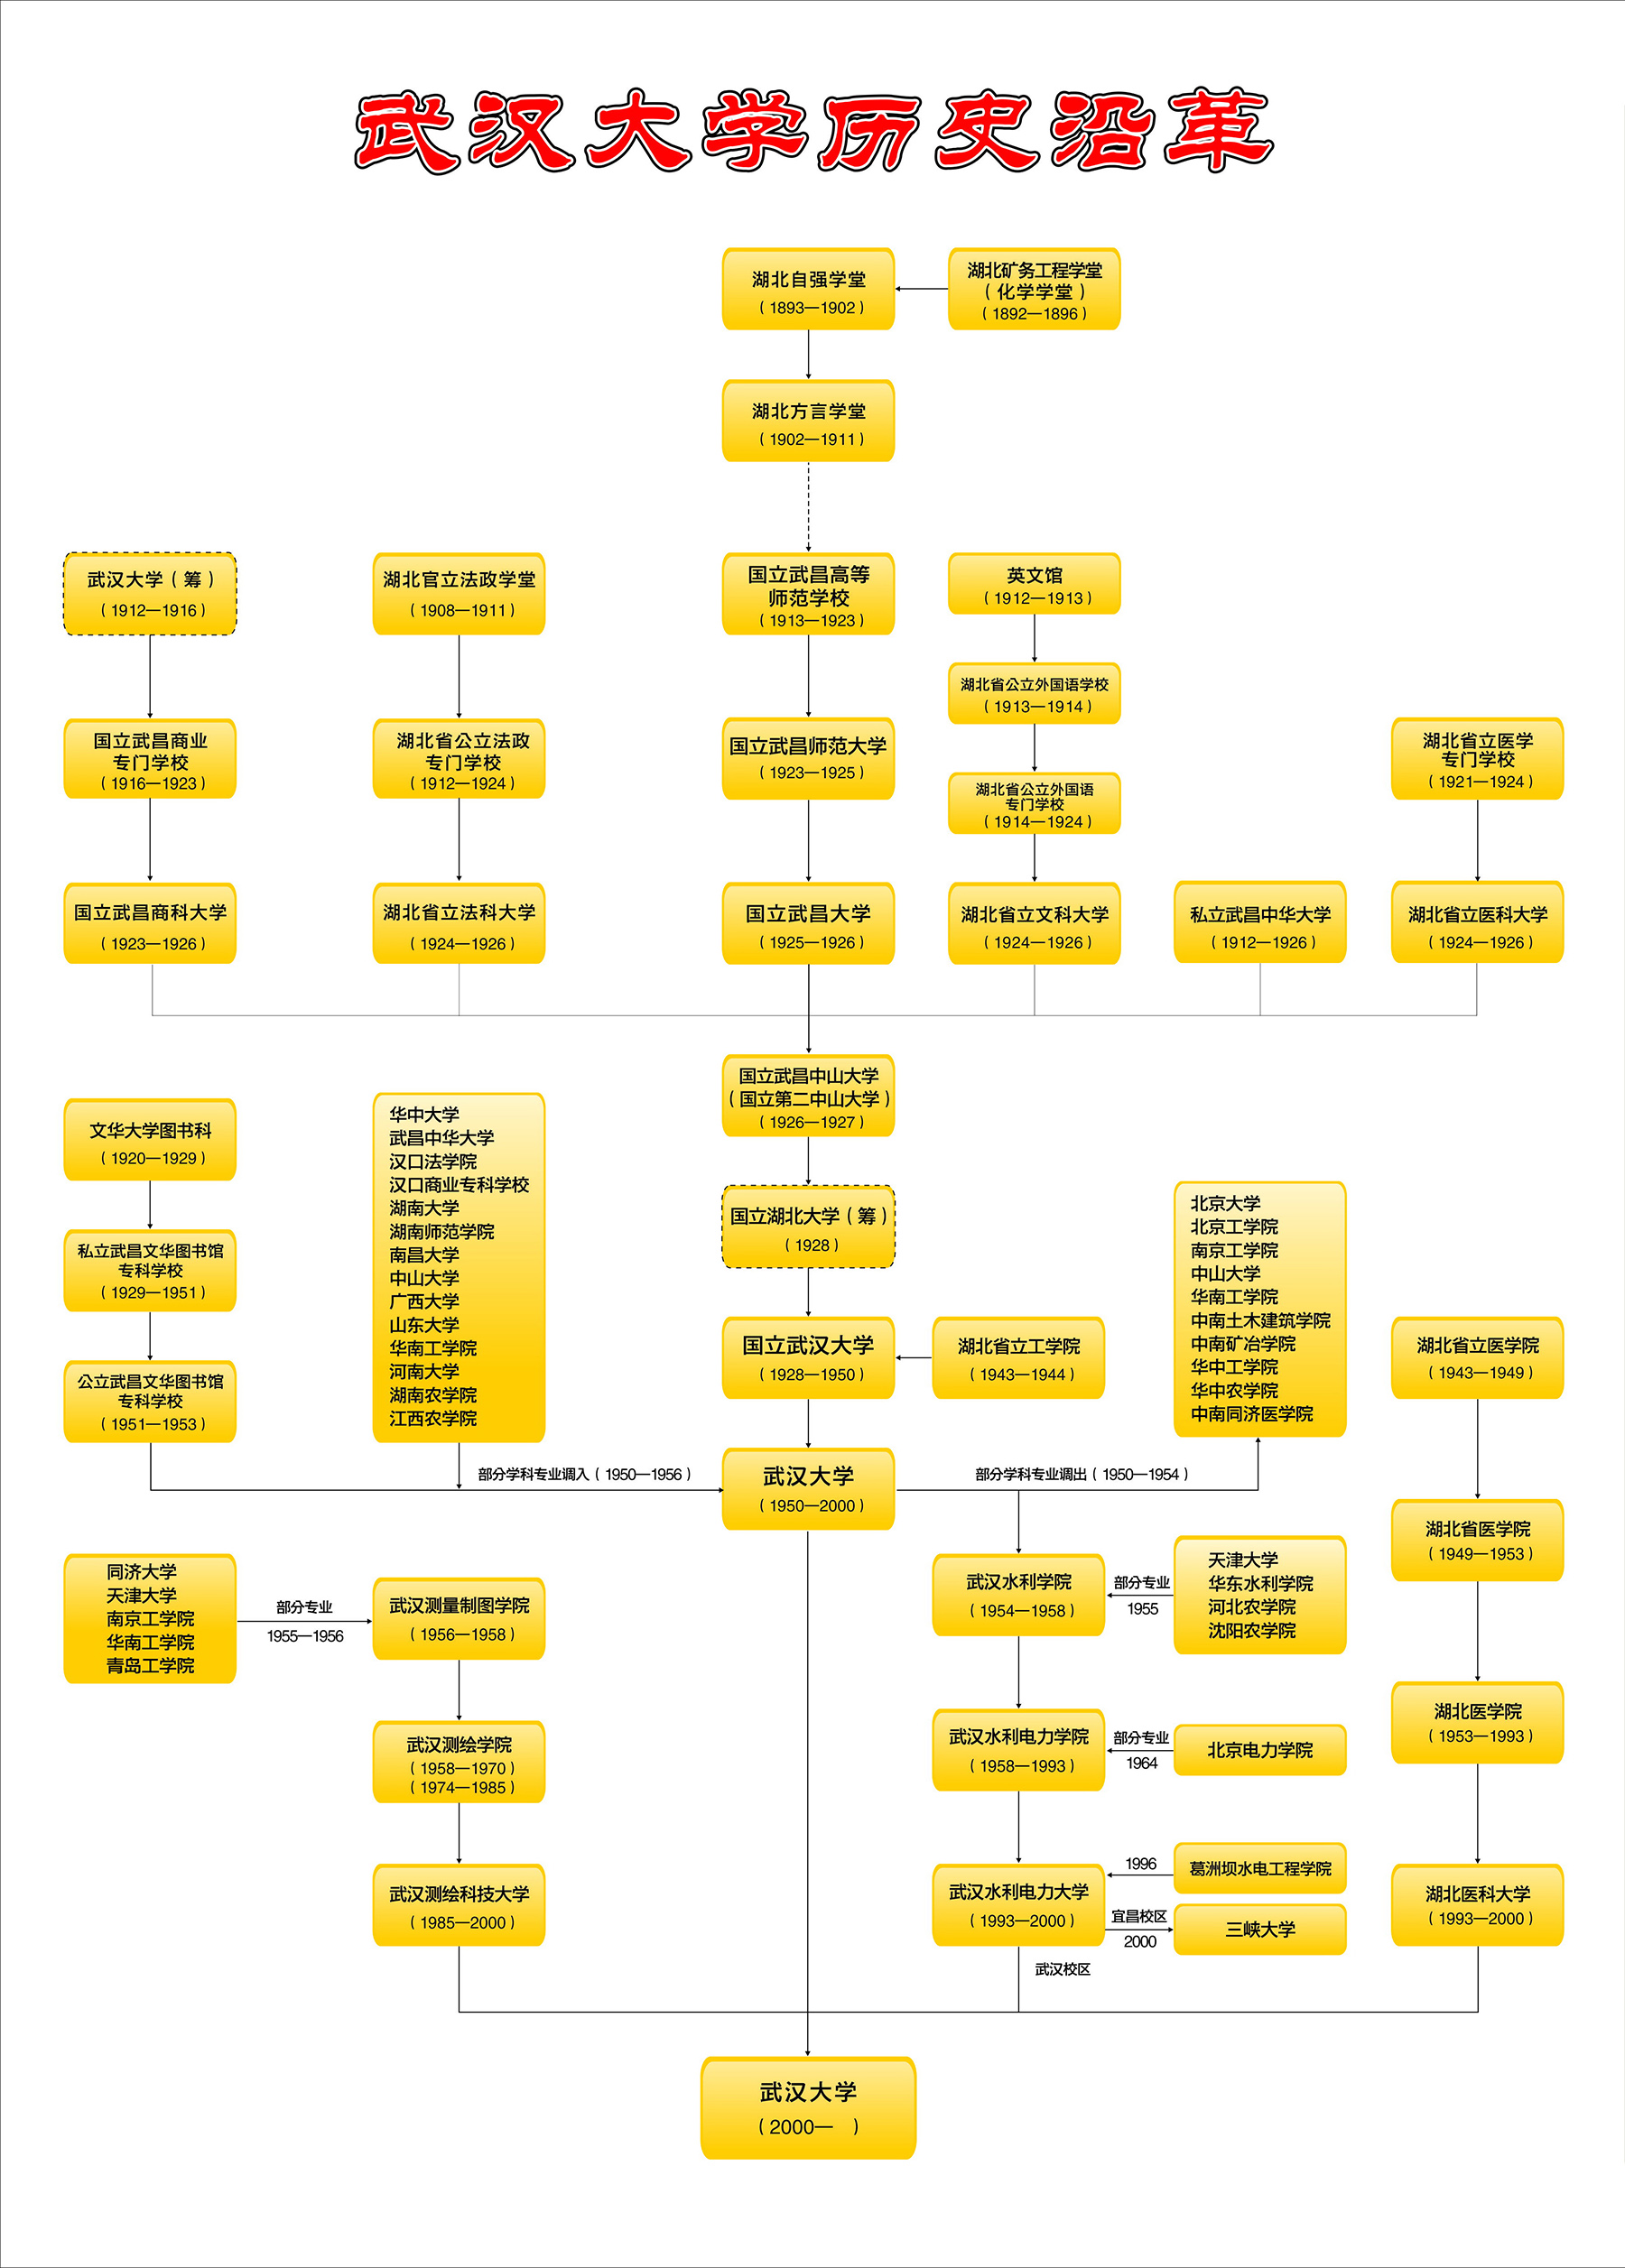 武汉大学历史沿革
湖北自强学堂
（1893—1902）
湖北矿务工程学堂
（化学学堂）
（1892—1896）
湖北方言学堂
（1902—1911）
武汉大学（筹）
（1912—1916）
湖北官立法政学堂
（1908—1911）
国立武昌高等
师范学校
（1913—1923）
英文馆
（1912—1913）
湖北省公立外国语学校
（1913—1914）
国立武昌商业
专门学校
（1916—1923）
湖北省公立法政
专门学校
（1912—1924）
国立武昌师范大学
（1923—1925）
湖北省公立外国语
专门学校
（1914—1924）
湖北省立医学
专门学校
（1921—1924）
国立武昌商科大学
（1923—1926）
湖北省立法科大学
（1924—1926）
国立武昌大学
（1925—1926）
湖北省立文科大学
（1924—1926）
私立武昌中华大学
（1912—1926）
湖北省立医科大学
（1924—1926）
国立武昌中山大学
（国立第二中山大学）
（1926—1927）
文华大学图书科
（1920—1929）
私立武昌文华图书馆
专科学校
（1929—1951）
公立武昌文华图书馆
专科学校
（1951—1953）
华中大学
武昌中华大学
汉口法学院
汉口商业专科学校
湖南大学
湖南师范学院
南昌大学
中山大学
广西大学
山东大学
华南工学院
河南大学
湖南农学院
江西农学院
国立湖北大学（筹）
（1928）
国立武汉大学
（1928—1950）
湖北省立工学院
（1943—1944）
北京大学
北京工学院
南京工学院
中山大学
华南工学院
中南土木建筑学院
中南矿冶学院
华中工学院
华中农学院
中南同济医学院
湖北省立医学院
（1943—1949）
部分学科专业调入（1950—1956）
武汉大学
（1950—2000）
部分学科专业调出（1950—1954）
湖北省医学院
（1949—1953）
同济大学
天津大学
南京工学院
华南工学院
青岛工学院
部分专业
1955—1956
武汉测量制图学院
（1956—1958）
武汉水利学院
（1954—1958）
部分专业
1955
天津大学
华东水利学院
河北农学院
沈阳农学院
湖北医学院
（1953—1993）
武汉测绘学院
（1958—1970）
（1974—1985）
武汉水利电力学院
（1958—1993）
部分专业
1964
北京电力学院
武汉测绘科技大学
（1985—2000）
武汉水利电力大学
（1993—2000）
1996
葛洲坝水电工程学院
宜昌校区
2000
三峡大学
湖北医科大学
（1993—2000）
武汉校区
武汉大学
（2000—　）